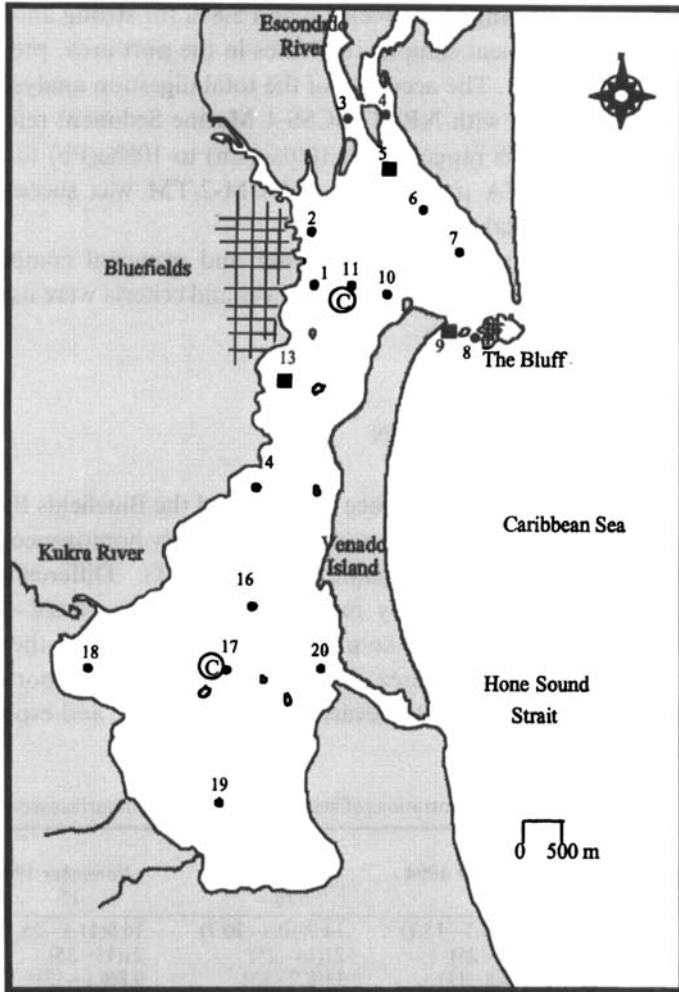 Escondido
River
3
4
5
6
2
7
Bluefields
1
11
10
C
9
8
The Bluff
13
4
Caribbean Sea
Kukra River
Venado
Island
16
18
C
17
20
Hone Sound
Strait
19
0 500 m